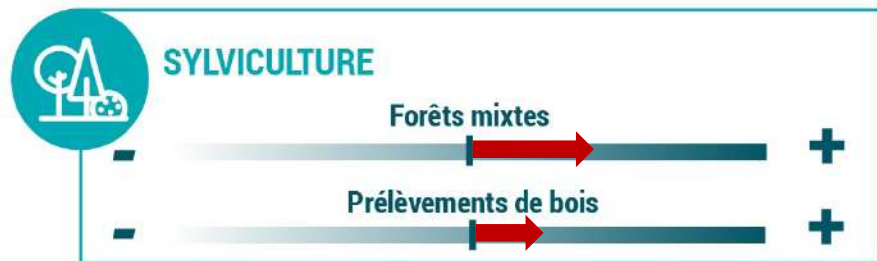 SYLVICULTURE
Forêts mixtes
- +
Prélèvements de bois
- +